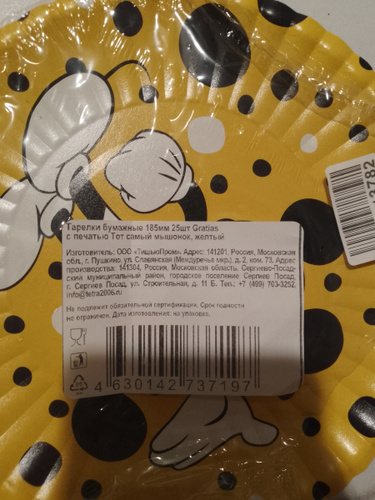 Тарелки бумажные 185мм 25шт Gratias
с печатью Тот самый мышонок, желтый
Изготовитель: ООО «ТишьюПром». Адрес: 141201, Россия, Московская
обл., г. Пушкино, ул. Славянская (Междуречье мкр.), д. 2, ком. 73. Адрес
производства: 141304, Россия, Московская область, Сергиево-Посад-
ский муниципальный район, городское поселение Сергиев Посад,
г. Сергиев Посад, ул. Строительная, д. 11 Б. Тел.: +7 (499) 703-3252.
info@tetra2006.ru
Не подлежит обязательной сертификации. Срок годности
не ограничен. Дата изготовления: на упаковке.
4 630142 737197